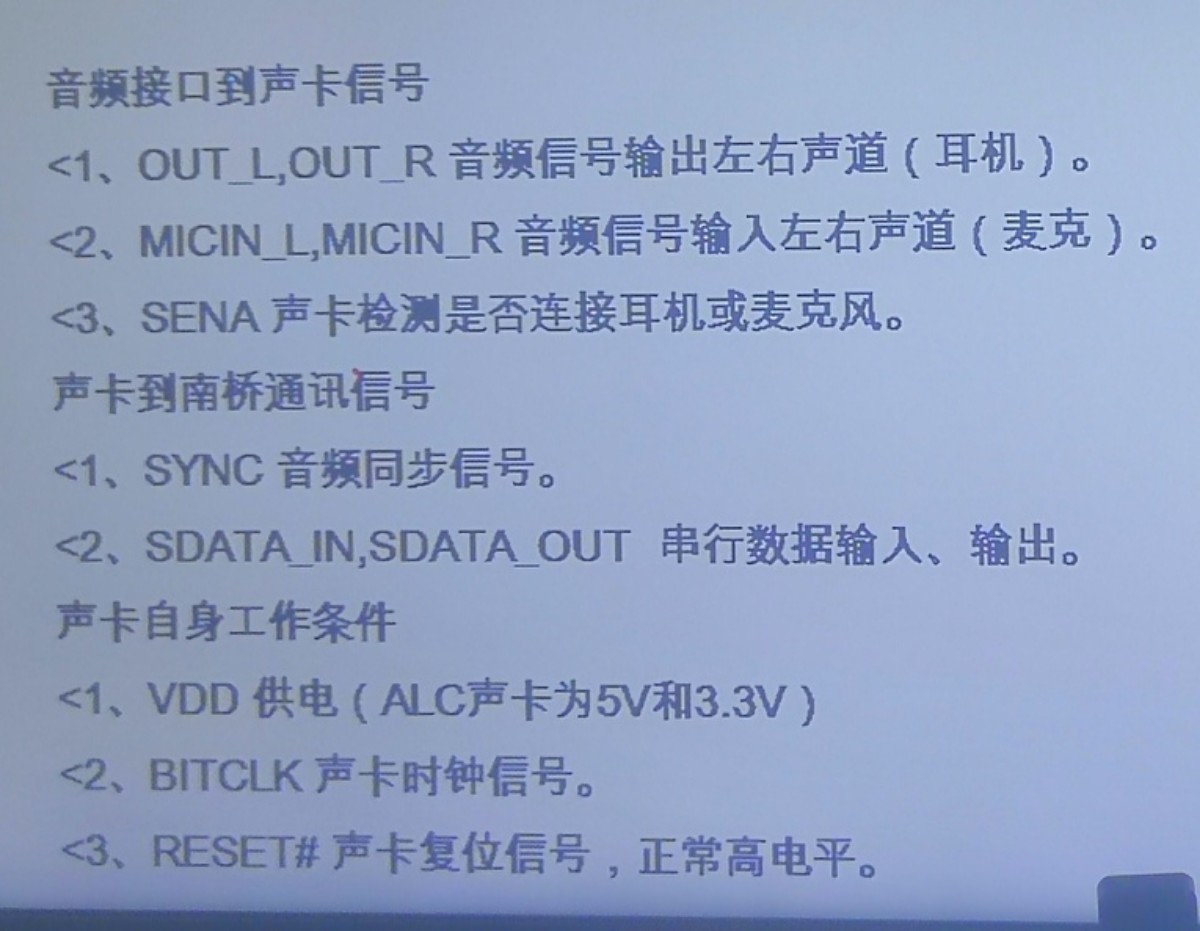 音频接口到声卡信号
<1、OUT_L,OUT_R 音频信号输出左右声道（耳机）。
<2、MICIN_L,MICIN_R 音频信号输入左右声道（麦克）。
<3、SENA 声卡检测是否连接耳机或麦克风。
声卡到南桥通讯信号
<1、SYNC 音频同步信号。
<2、SDATA_IN,SDATA_OUT 串行数据输入、输出。
声卡自身工作条件
<1、VDD 供电（ALC声卡为5V和3.3V）
<2、BITCLK 声卡时钟信号。
<3、RESET# 声卡复位信号，正常高电平。